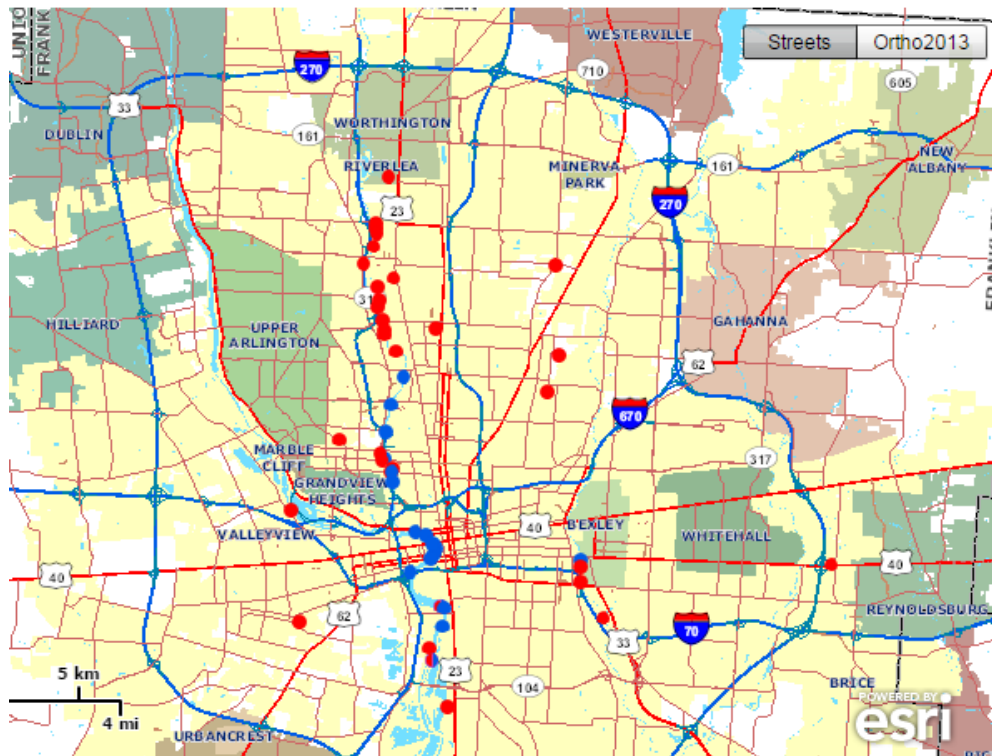 UNION
FRANK
WESTERVILLE
Streets
Ortho2013
270
710
605
33
DUBLIN
WORTHINGTON
161
RIVERLEA
MINERVA
PARK
161
NEW
ALBANY
23
270
HILLIARD
UPPER
ARLINGTON
GAHANNA
62
670
MARBLE
CLIFF
GRANDVIEW
HEIGHTS
317
VALLEYVIEW
40
BEXLEY
WHITEHALL
40
40
62
REYNOLDSBURG
33
70
5 km
4 mi
23
104
BRICE
URBANCREST
POWERED BY
esri